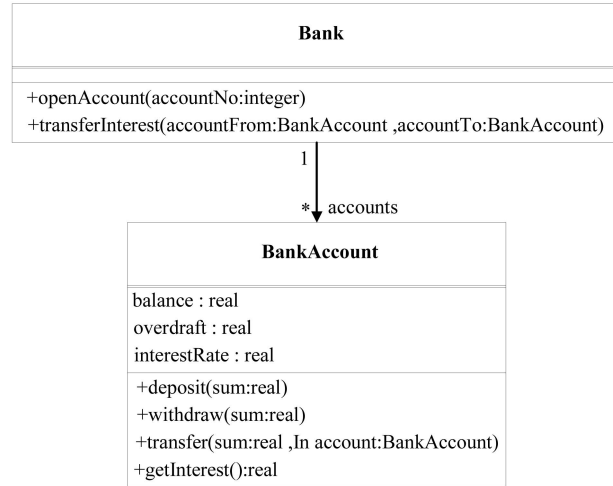 Bank
+openAccount(accountNo:integer)
+transferInterest(accountFrom:BankAccount ,accountTo:BankAccount)
1
* accounts
BankAccount
balance : real
overdraft : real
interestRate : real
+deposit(sum:real)
+withdraw(sum:real)
+transfer(sum:real ,In account:BankAccount)
+getInterest():real